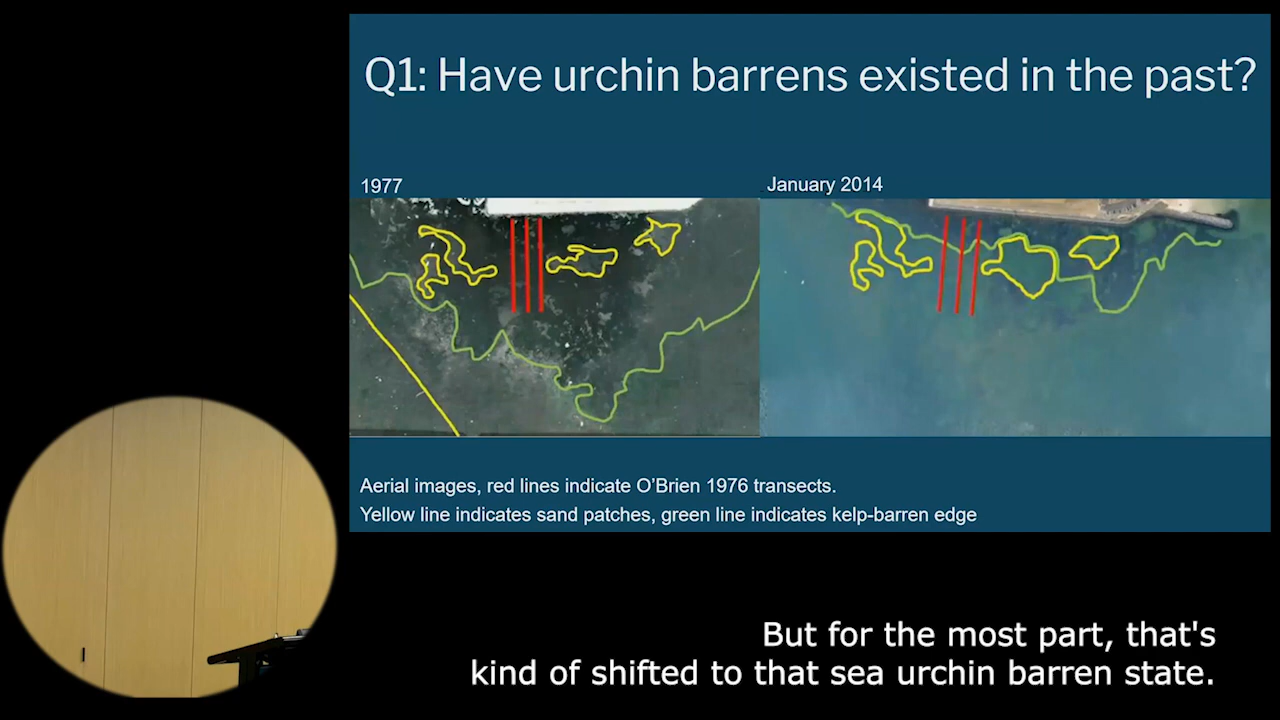 Q1: Have urchin barrens existed in the past?
1977
January 2014
Aerial images, red lines indicate O'Brien 1976 transects.
Yellow line indicates sand patches, green line indicates kelp-barren edge
But for the most part, that's
kind of shifted to that sea urchin barren state.